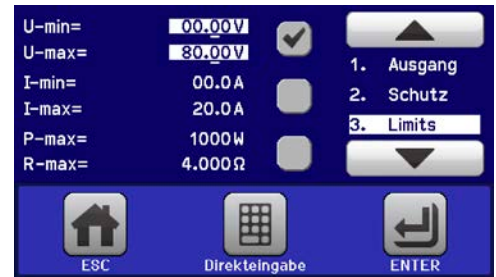 U-min= 00.00V
U-max= 80.00V
I-min= 00.0A
I-max= 20.0A
P-max= 1000W
R-max= 4.000Ω
1. Ausgang
2. Schutz
3. Limits
ESC
Direkteingabe
ENTER